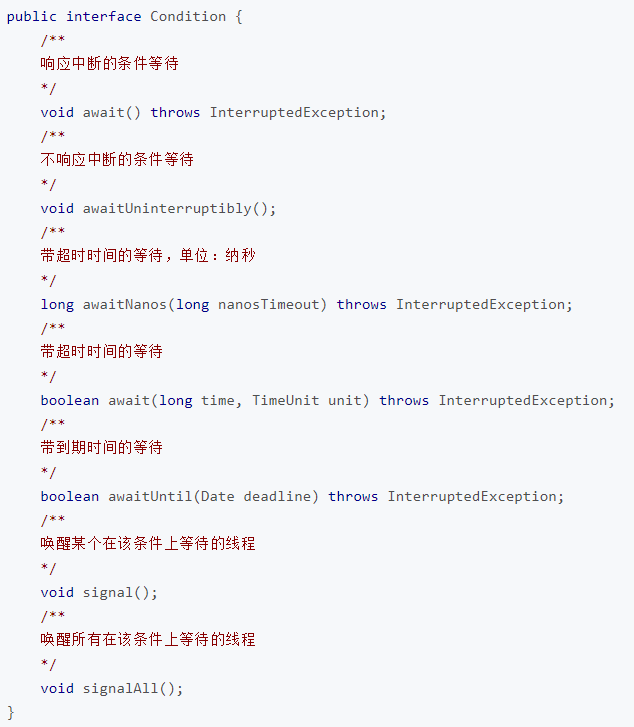 public interface Condition {
    /**
    响应中断的条件等待
    */
    void await() throws InterruptedException;
    /**
    不响应中断的条件等待
    */
    void awaitUninterruptibly();
    /**
    带超时时间的等待，单位：纳秒
    */
    long awaitNanos(long nanosTimeout) throws InterruptedException;
    /**
    带超时时间的等待
    */
    boolean await(long time, TimeUnit unit) throws InterruptedException;
    /**
    带到期时间的等待
    */
    boolean awaitUntil(Date deadline) throws InterruptedException;
    /**
    唤醒某个在该条件上等待的线程
    */
    void signal();
    /**
    唤醒所有在该条件上等待的线程
    */
    void signalAll();
}